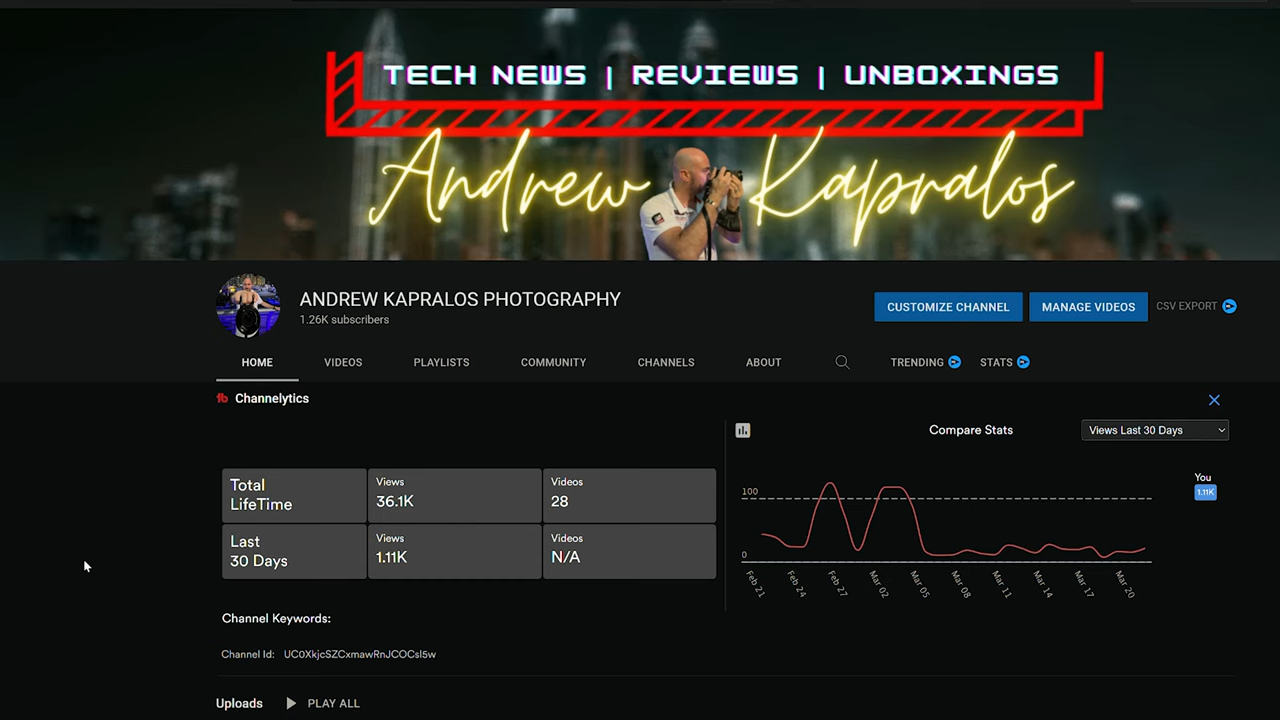 TECH NEWS | REVIEWS | UNBOXINGS
Andrew Kapralos
ANDREW KAPRALOS PHOTOGRAPHY
1.26K subscribers
CUSTOMIZE CHANNEL
MANAGE VIDEOS
CSV EXPORT
HOME
VIDEOS
PLAYLISTS
COMMUNITY
CHANNELS
ABOUT
TRENDING
STATS
tb Channelytics
Compare Stats
Views Last 30 Days
Total
LifeTime
Views
36.1K
Videos
28
Last
30 Days
Views
1.11K
Videos
N/A
100
0
Feb 21
Feb 24
Feb 27
Mar 02
Mar 05
Mar 08
Mar 11
Mar 14
Mar 17
Mar 20
You
1.11K
Channel Keywords:
Channel Id: UC0XkjcSZCxmawRnJCOCsI5w
Uploads
PLAY ALL